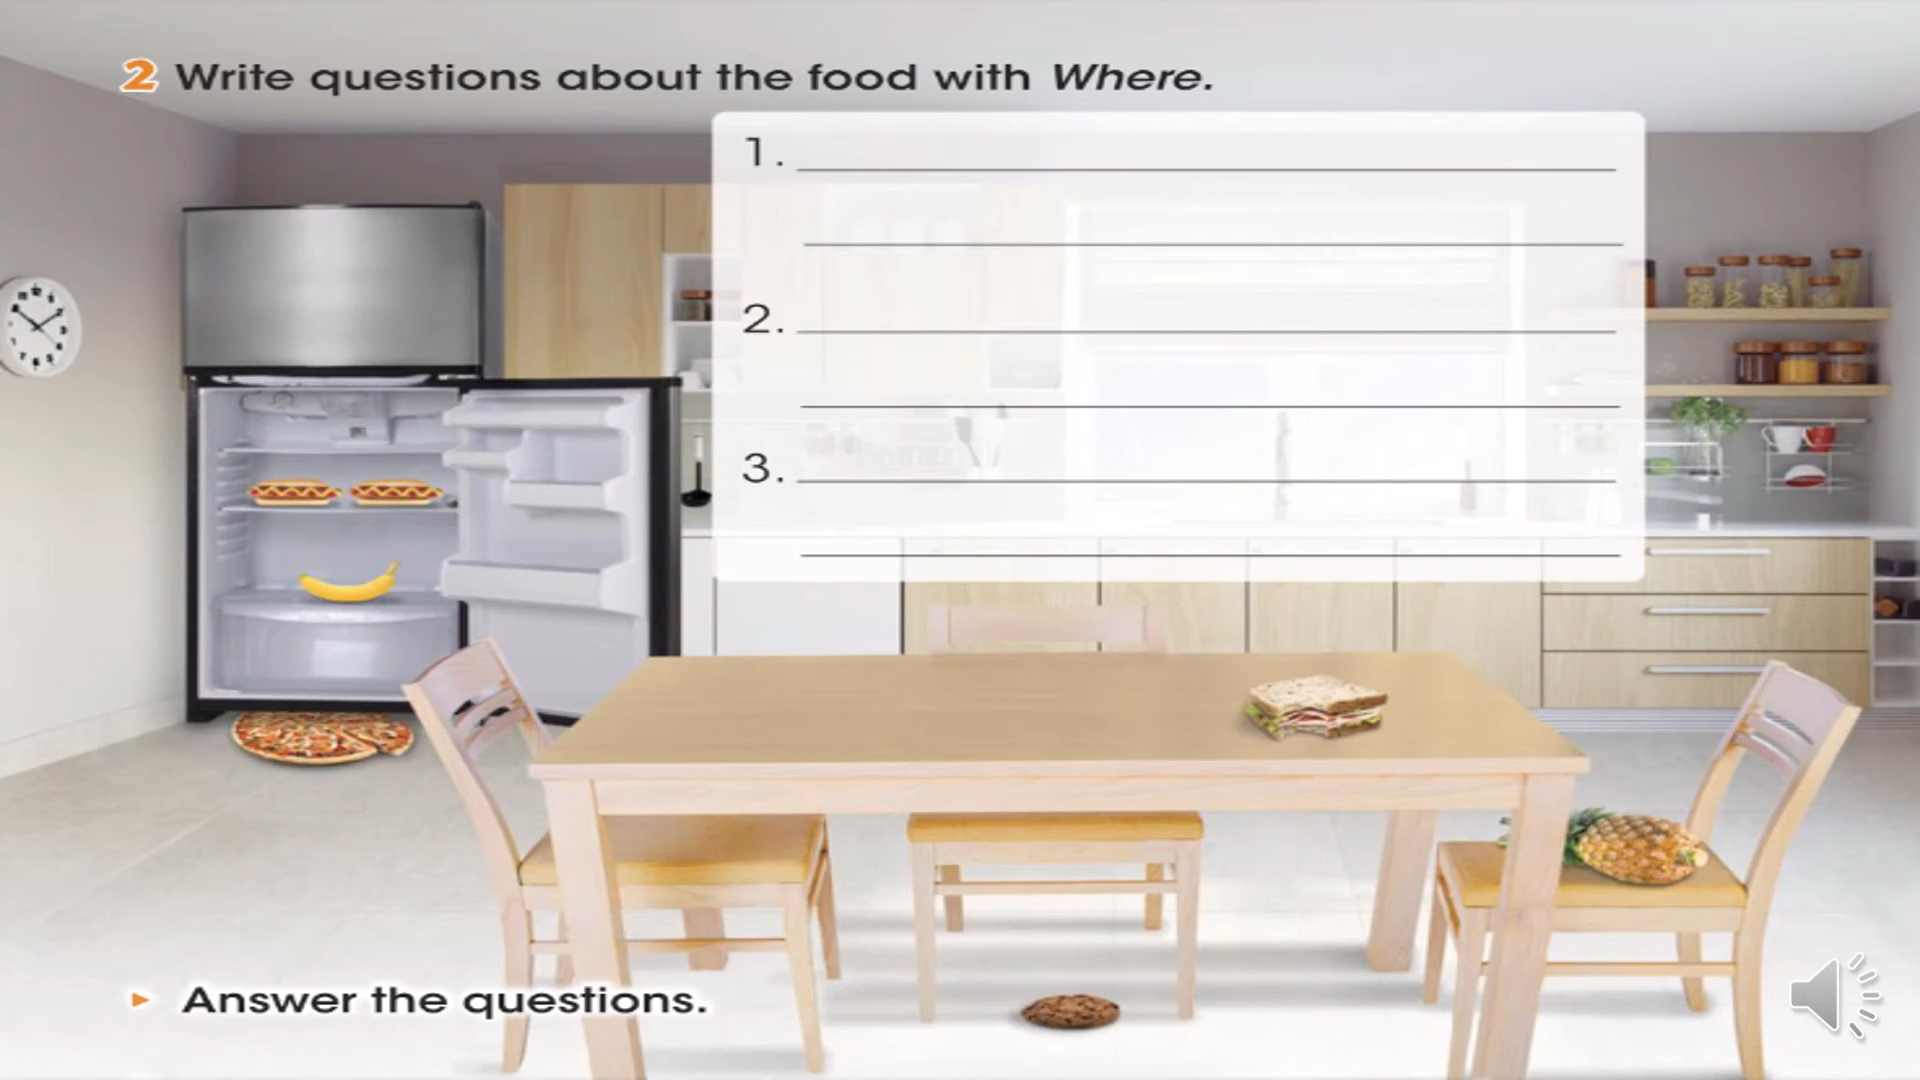 2 Write questions about the food with Where.
1.
2.
3.
Answer the questions.